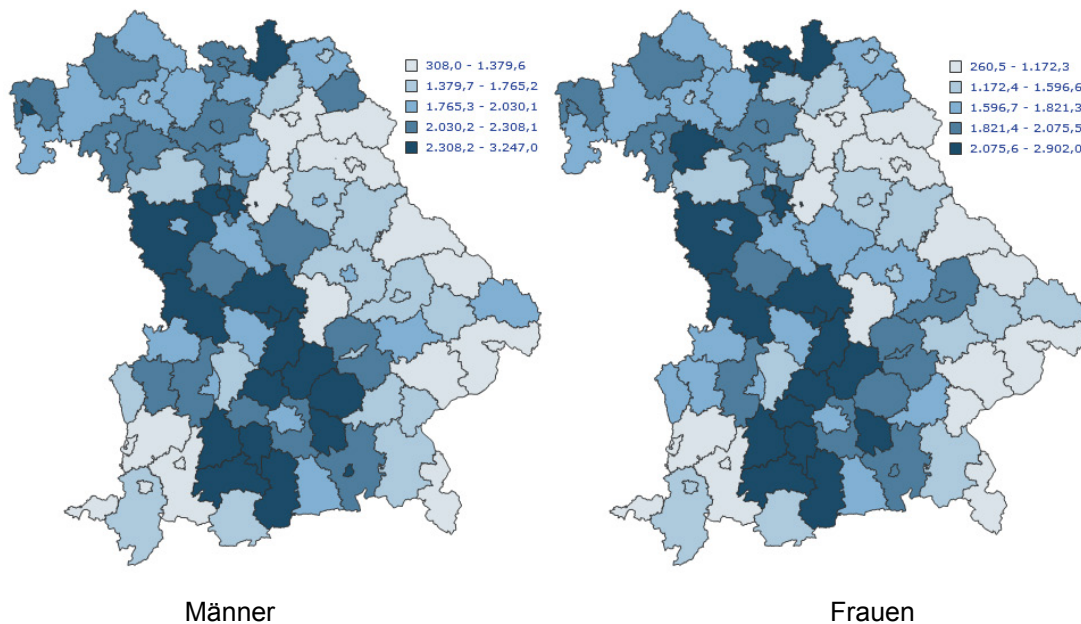 308,0 - 1.379,6
1.379,7 - 1.765,2
1.765,3 - 2.030,1
2.030,2 - 2.308,1
2.308,2 - 3.247,0
260,5 - 1.172,3
1.172,4 - 1.596,6
1.596,7 - 1.821,3
1.821,4 - 2.075,5
2.075,6 - 2.902,0
Männer
Frauen